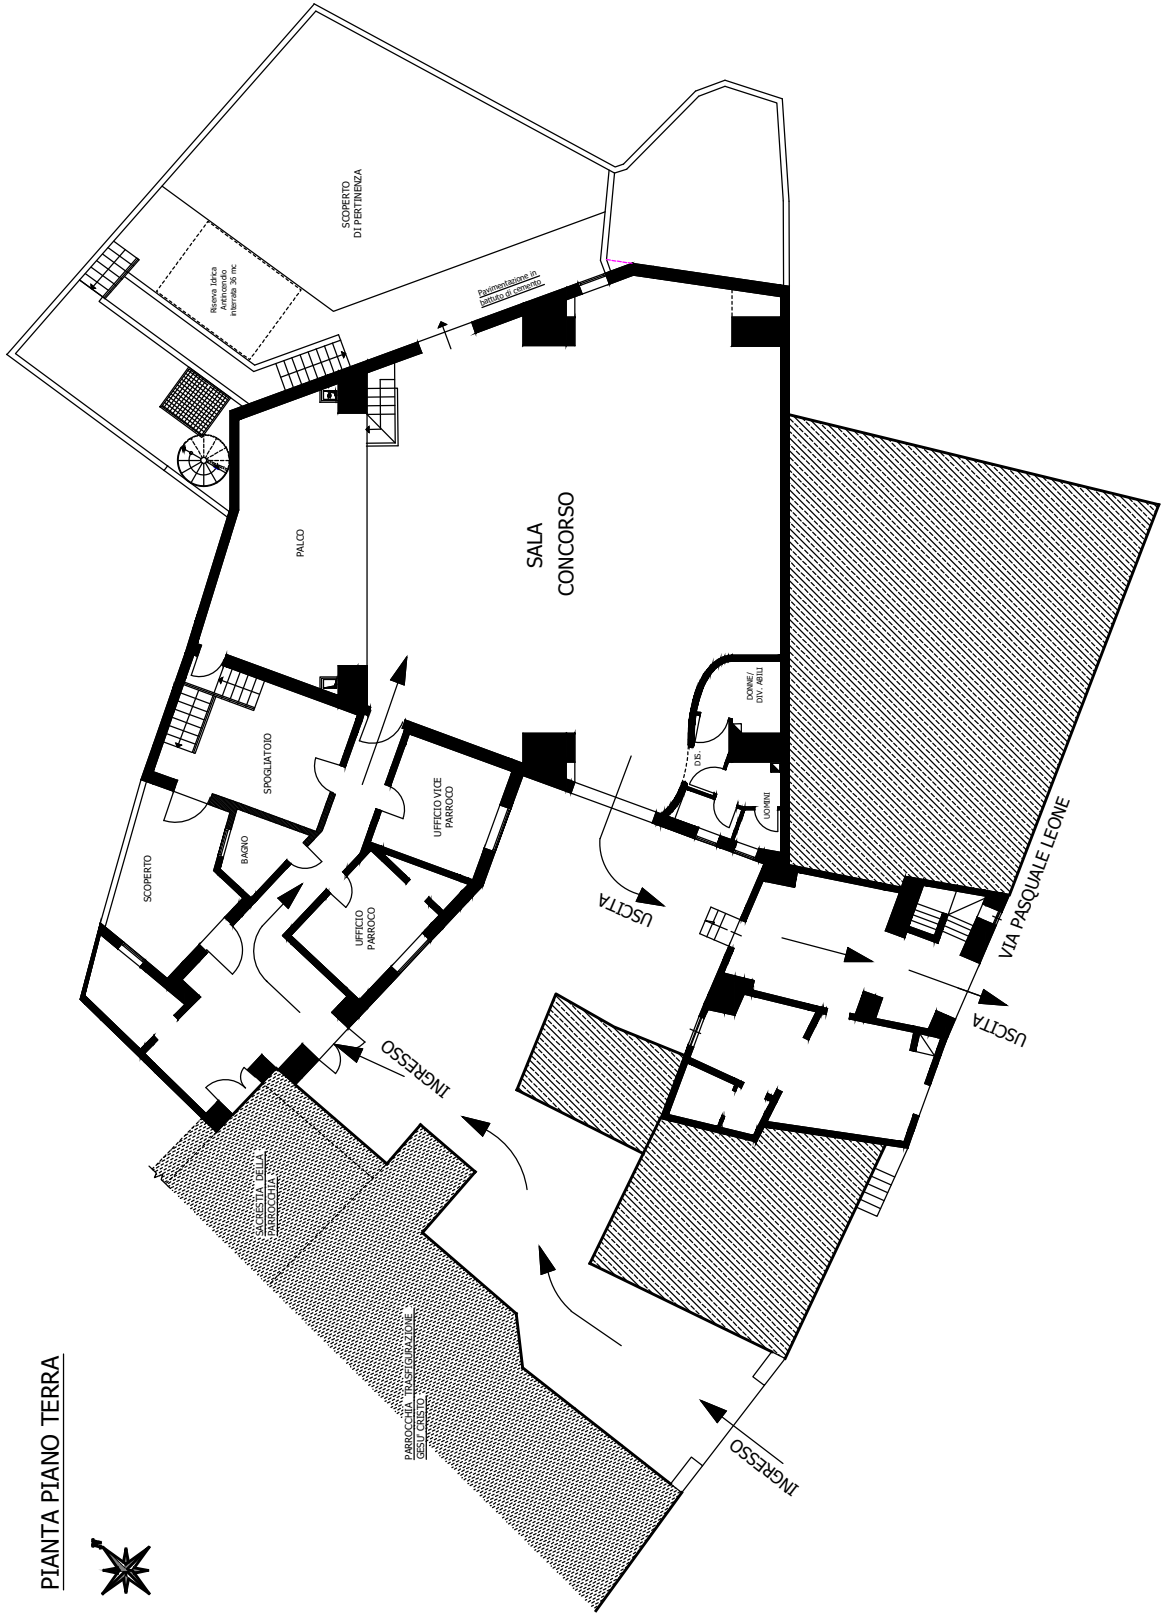 PIANTA PIANO TERRA
SCOPERTO
DI PERTINENZA
Riserva Idrica
Antincendio
interrata 36 mc
Pavimentazione in
battuto di cemento
PALCO
SALA
CONCORSO
SPOGLIATOIO
UFFICIO VICE
PARROCO
BAGNO
SCOPERTO
UFFICIO
PARROCO
DONNE/
DIV. ABILI
DIS.
UOMINI
USCITA
VIA PASQUALE LEONE
USCITA
INGRESSO
SACRESTIA DELLA
PARROCCHIA
PARROCCHIA TRASFIGURAZIONE
GESU' CRISTO
INGRESSO